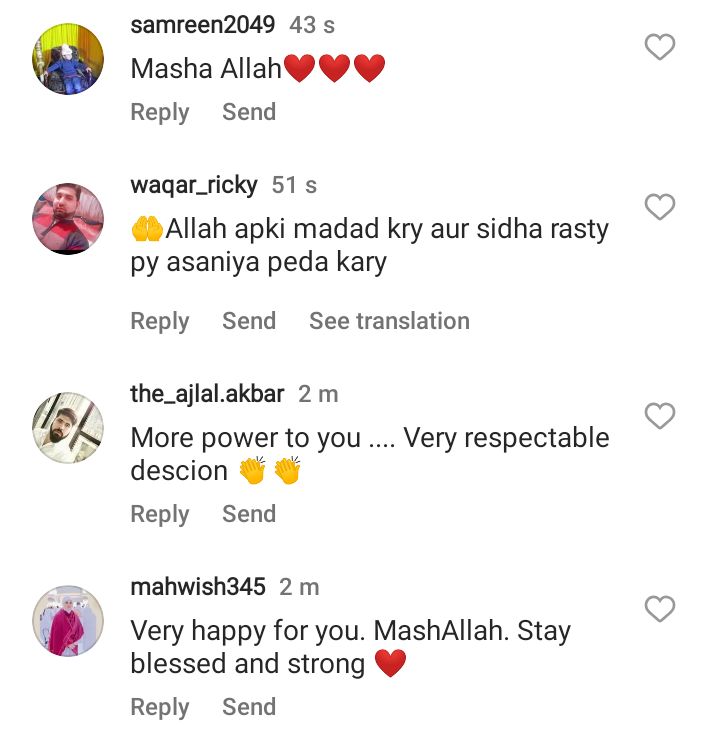 samreen2049 43 s
Masha Allah❤️❤️❤️
Reply Send
waqar_ricky 51 s
🤲Allah apki madad kry aur sidha rasty
py asaniya peda kary
Reply Send See translation
the_ajlal.akbar 2 m
More power to you .... Very respectable
descion 👏 👏
Reply Send
mahwish345 2 m
Very happy for you. MashAllah. Stay
blessed and strong ❤️
Reply Send